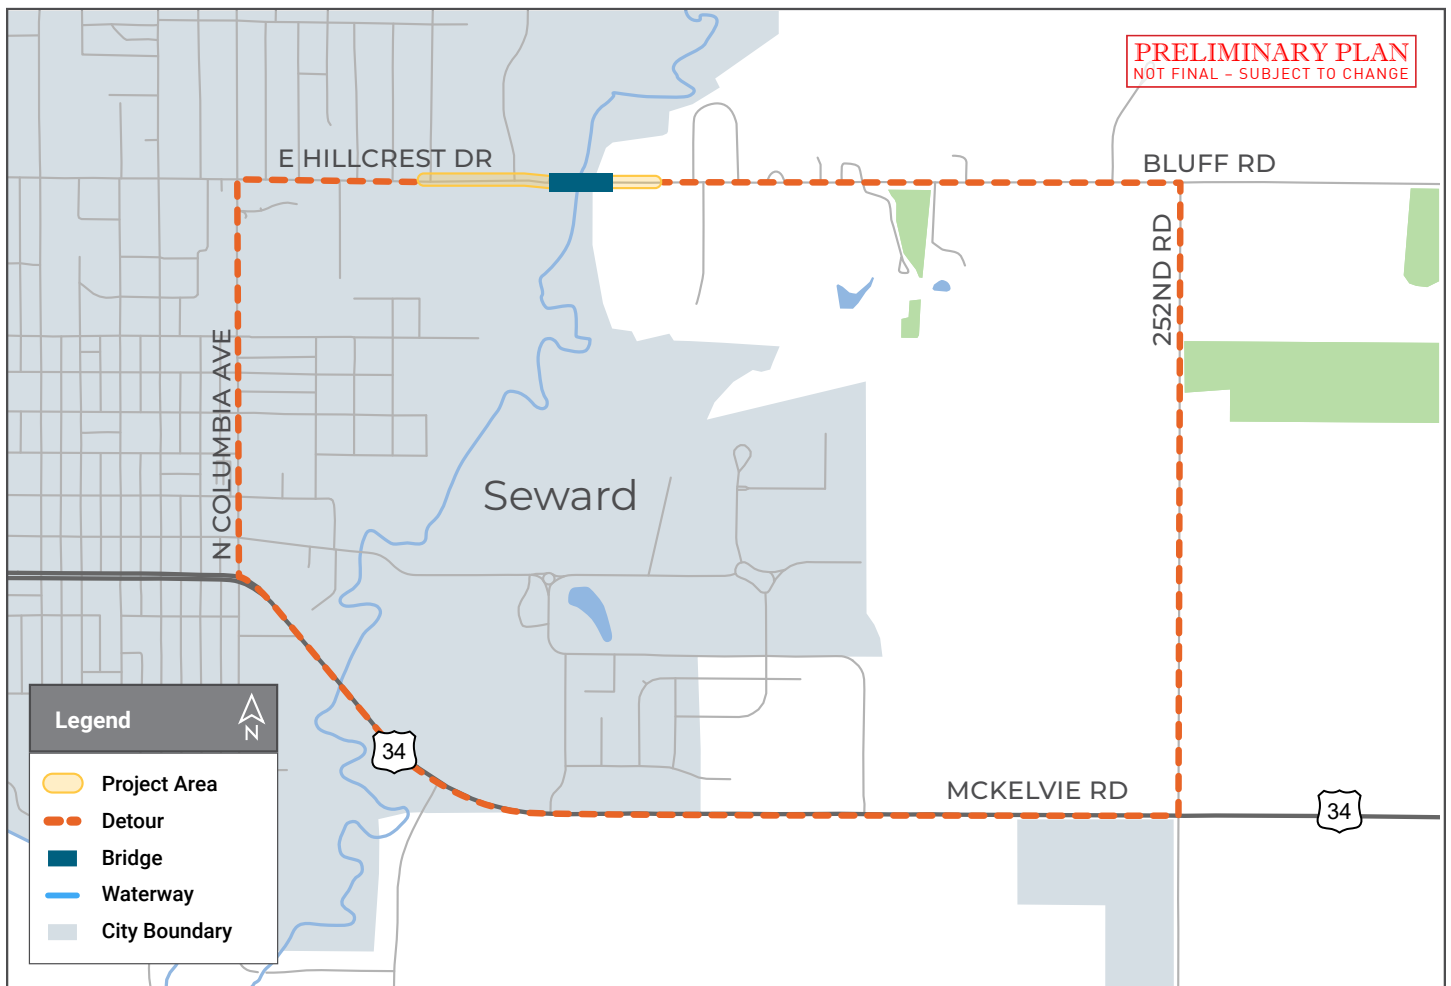 PRELIMINARY PLAN
NOT FINAL – SUBJECT TO CHANGE
E HILLCREST DR
BLUFF RD
252ND RD
N COLUMBIA AVE
Seward
34
MCKELVIE RD
34
Legend
N
Project Area
Detour
Bridge
Waterway
City Boundary